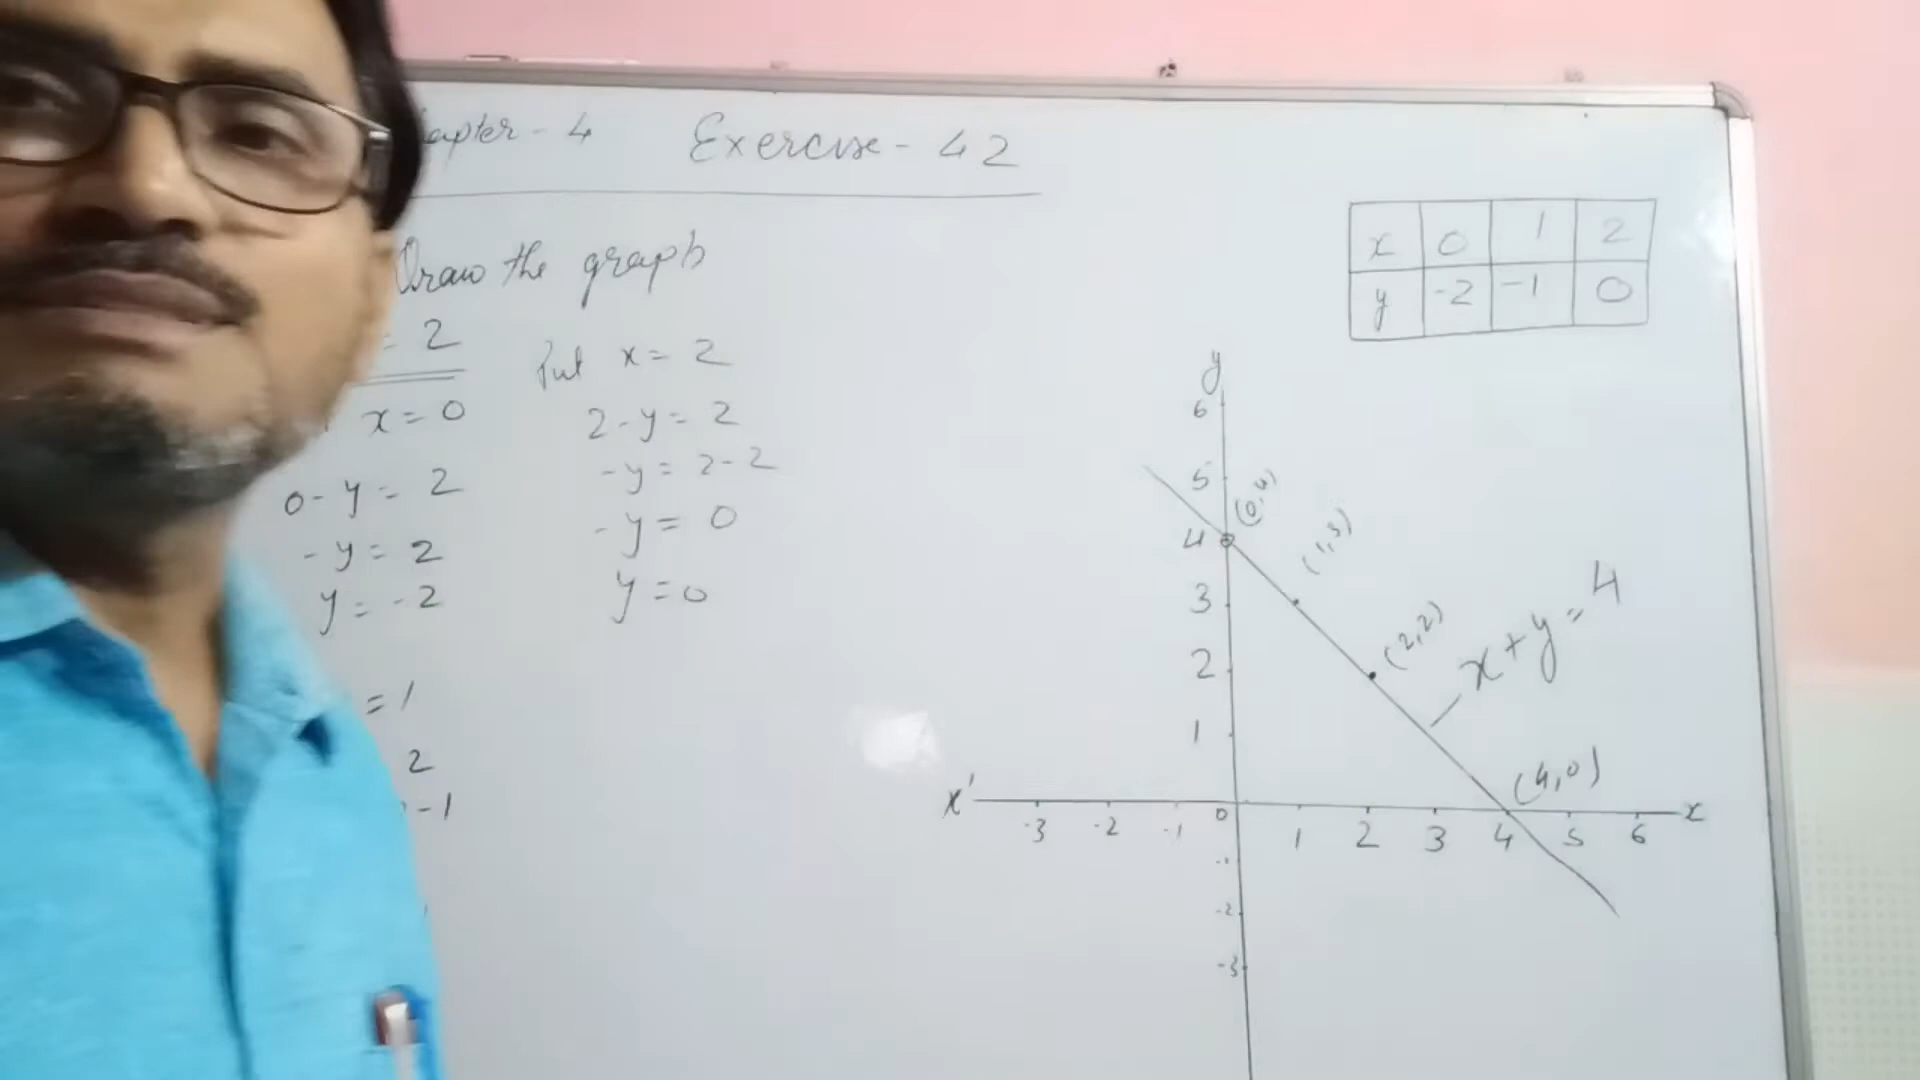 apter - 4 Exercise - 42
Draw the graph
= 2
x = 0
0 - y = 2
- y = 2
y = - 2
= 1
2
- 1
Put x = 2
2 - y = 2
- y = 2 - 2
- y = 0
y = 0
x 0 1 2
y -2 -1 0
y
6
5
4
3
2
1
(0,4)
(1,3)
(2,2)
x + y = 4
(4,0)
x' -3 -2 -1 0 1 2 3 4 5 6 x
-1
-2
-3